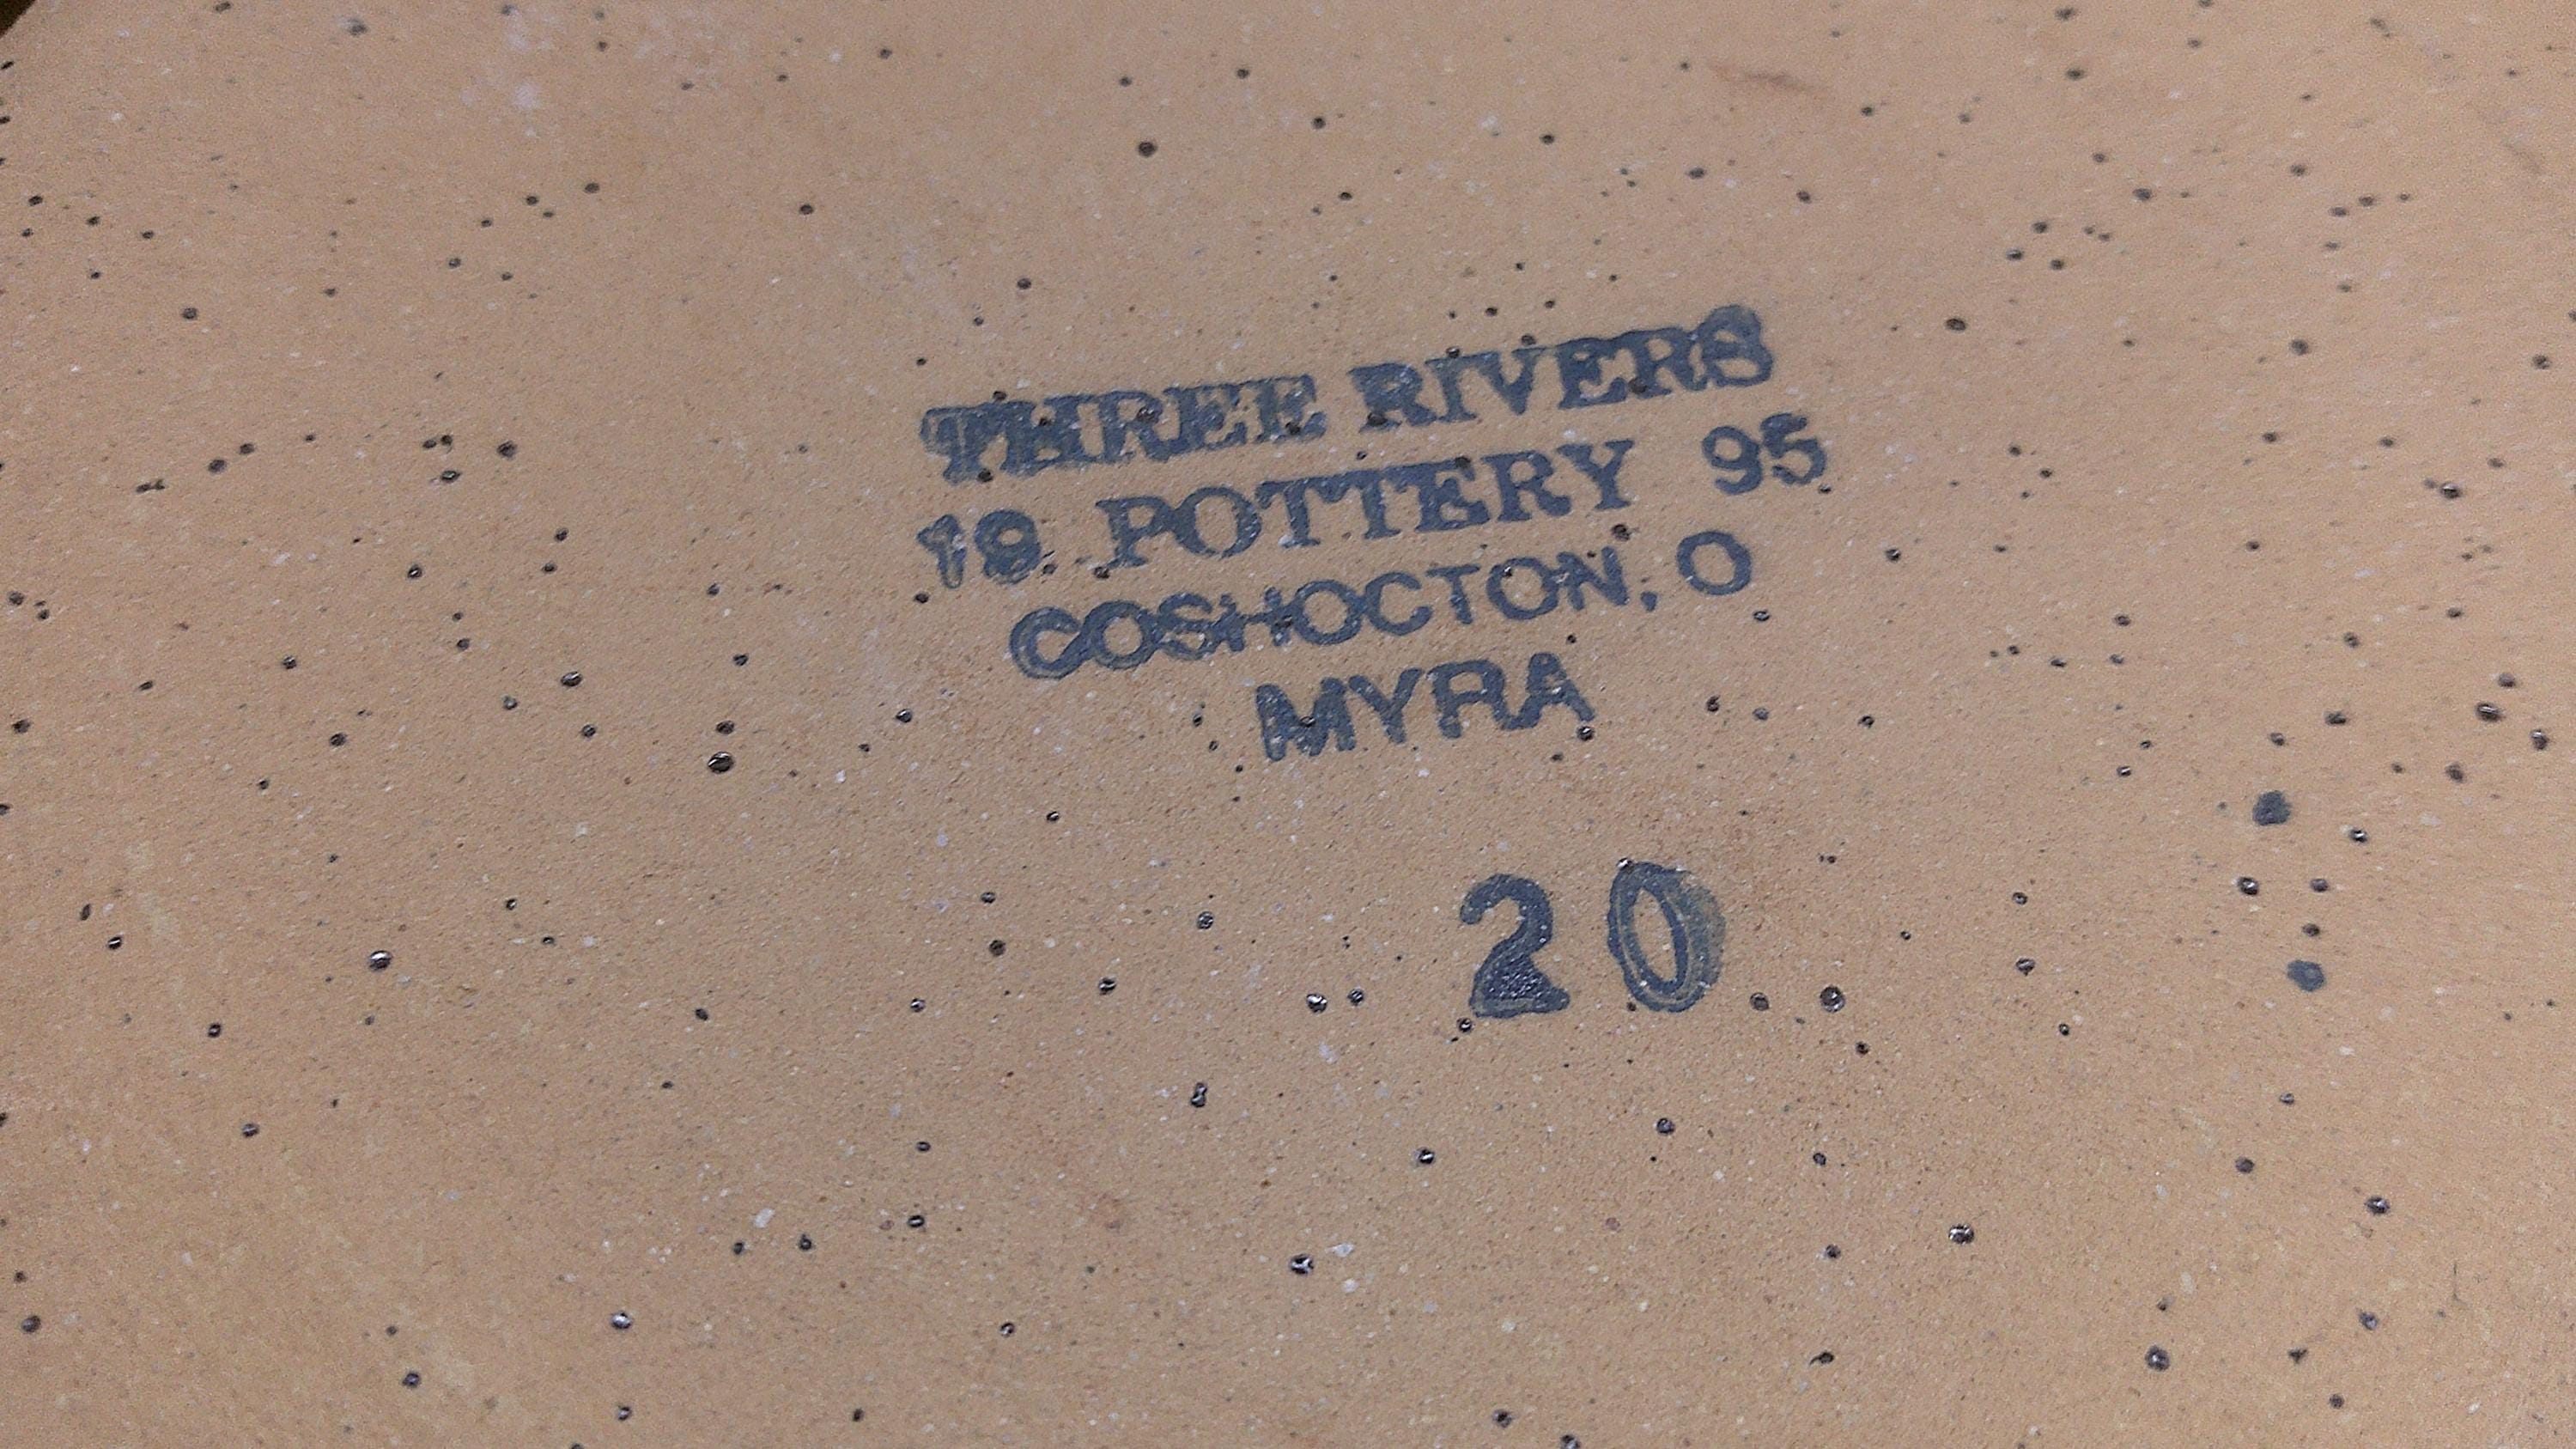 THREE RIVERS
19 POTTERY 95
COSHOCTON, O
MYRA
20